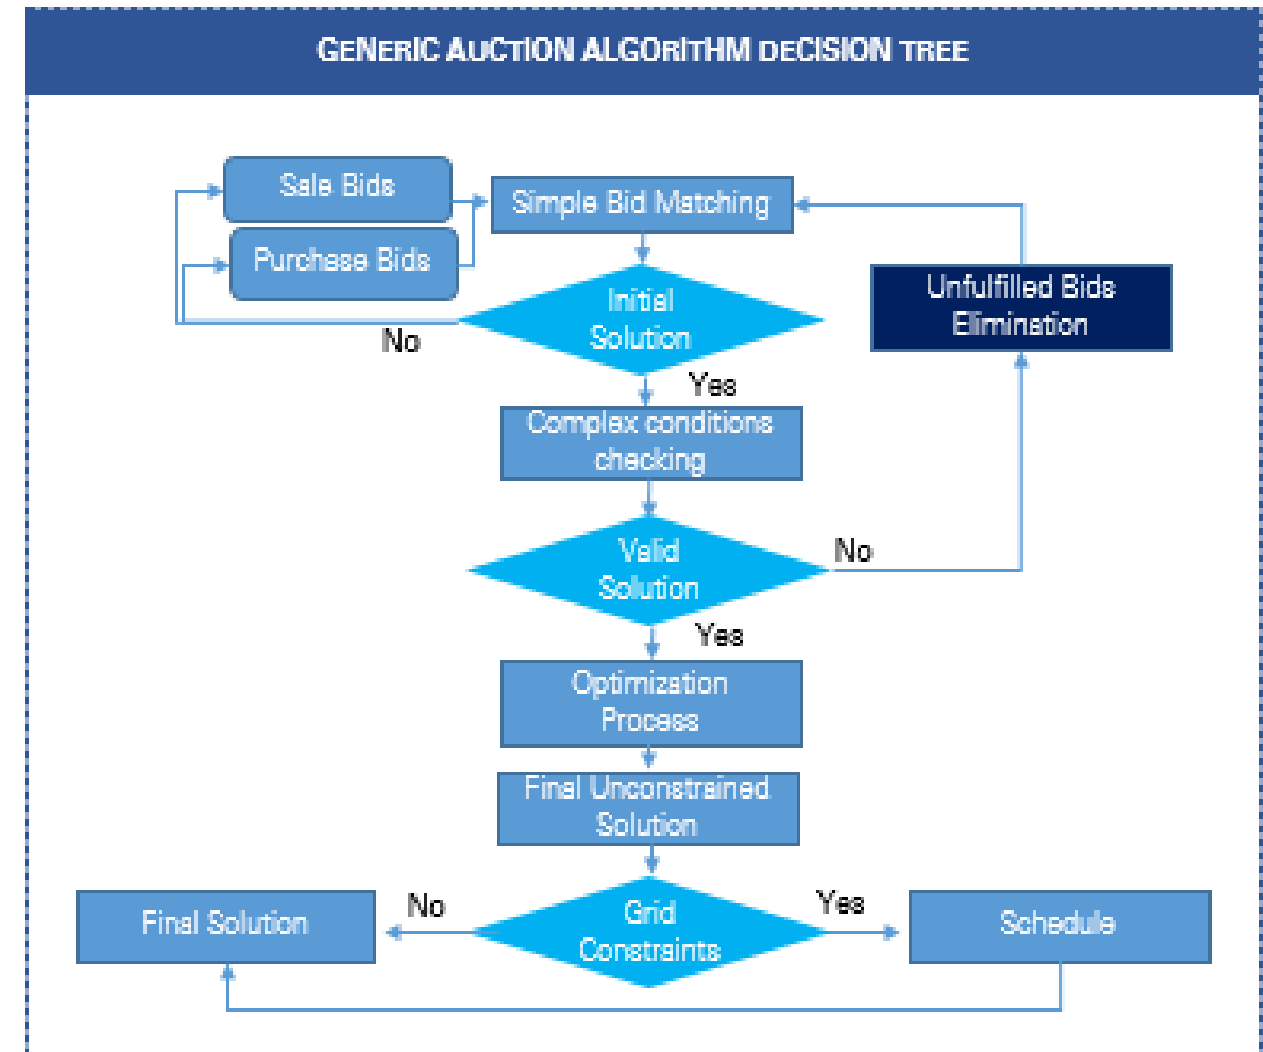 GENERIC AUCTION ALGORITHM DECISION TREE
Sale Bids
Simple Bid Matching
Purchase Bids
Unfulfilled Bids
Elimination
Initial
Solution
No
Yes
Complex conditions
checking
Valid
Solution
No
Yes
Optimization
Process
Final Unconstrained
Solution
Final Solution
No
Grid
Constraints
Yes
Schedule